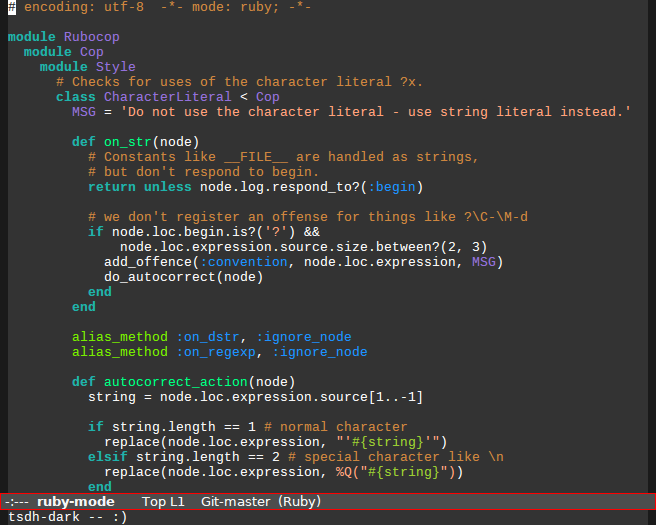 # encoding: utf-8  -*- mode: ruby; -*-

module Rubocop
  module Cop
    module Style
      # Checks for uses of the character literal ?x.
      class CharacterLiteral < Cop
        MSG = 'Do not use the character literal - use string literal instead.'

        def on_str(node)
          # Constants like __FILE__ are handled as strings,
          # but don't respond to begin.
          return unless node.log.respond_to?(:begin)

          # we don't register an offense for things like ?\C-\M-d
          if node.loc.begin.is?('?') &&
              node.loc.expression.source.size.between?(2, 3)
            add_offence(:convention, node.loc.expression, MSG)
            do_autocorrect(node)
          end
        end

        alias_method :on_dstr, :ignore_node
        alias_method :on_regexp, :ignore_node

        def autocorrect_action(node)
          string = node.loc.expression.source[1..-1]

          if string.length == 1 # normal character
            replace(node.loc.expression, "'#{string}'")
          elsif string.length == 2 # special character like \n
            replace(node.loc.expression, %Q("#{string}"))
          end
-:--- ruby-mode    Top L1   Git-master  (Ruby)
tsdh-dark -- :)